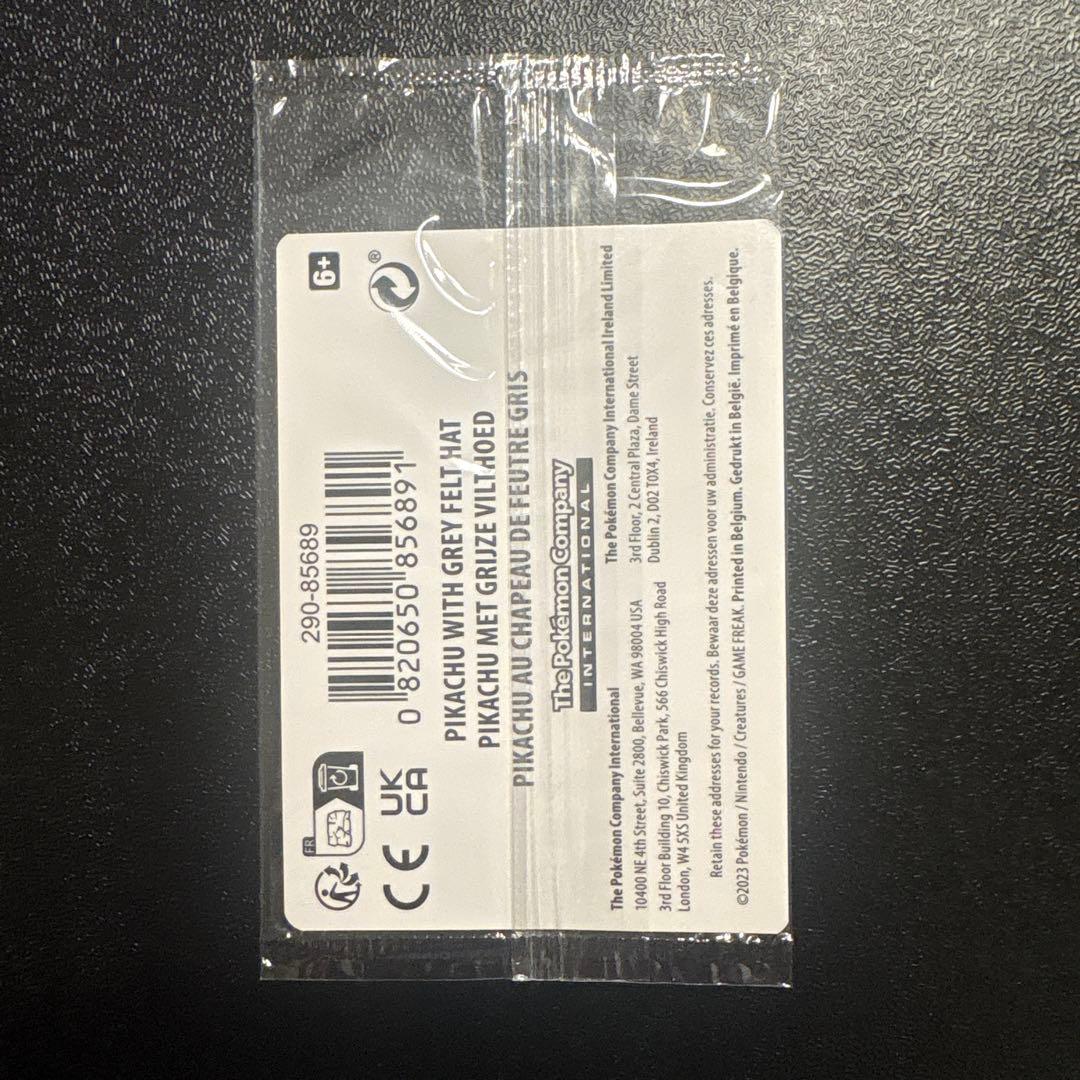 6+
®
FR
CE
UK
CA
290-85689
0 820650 856891
PIKACHU WITH GREY FELT HAT
PIKACHU MET GRIJZE VILTHOED
PIKACHU AU CHAPEAU DE FEUTRE GRIS
The Pokémon Company
INTERNATIONAL
The Pokémon Company International
10400 NE 4th Street, Suite 2800, Bellevue, WA 98004 USA
3rd Floor Building 10, Chiswick Park, 566 Chiswick High Road
London, W4 5XS United Kingdom
The Pokémon Company International Ireland Limited
3rd Floor, 2 Central Plaza, Dame Street
Dublin 2, D02 T0X4, Ireland
Retain these addresses for your records. Bewaar deze adressen voor uw administratie. Conservez ces adresses.
©2023 Pokémon / Nintendo / Creatures / GAME FREAK. Printed in Belgium. Gedrukt in België. Imprimé en Belgique.